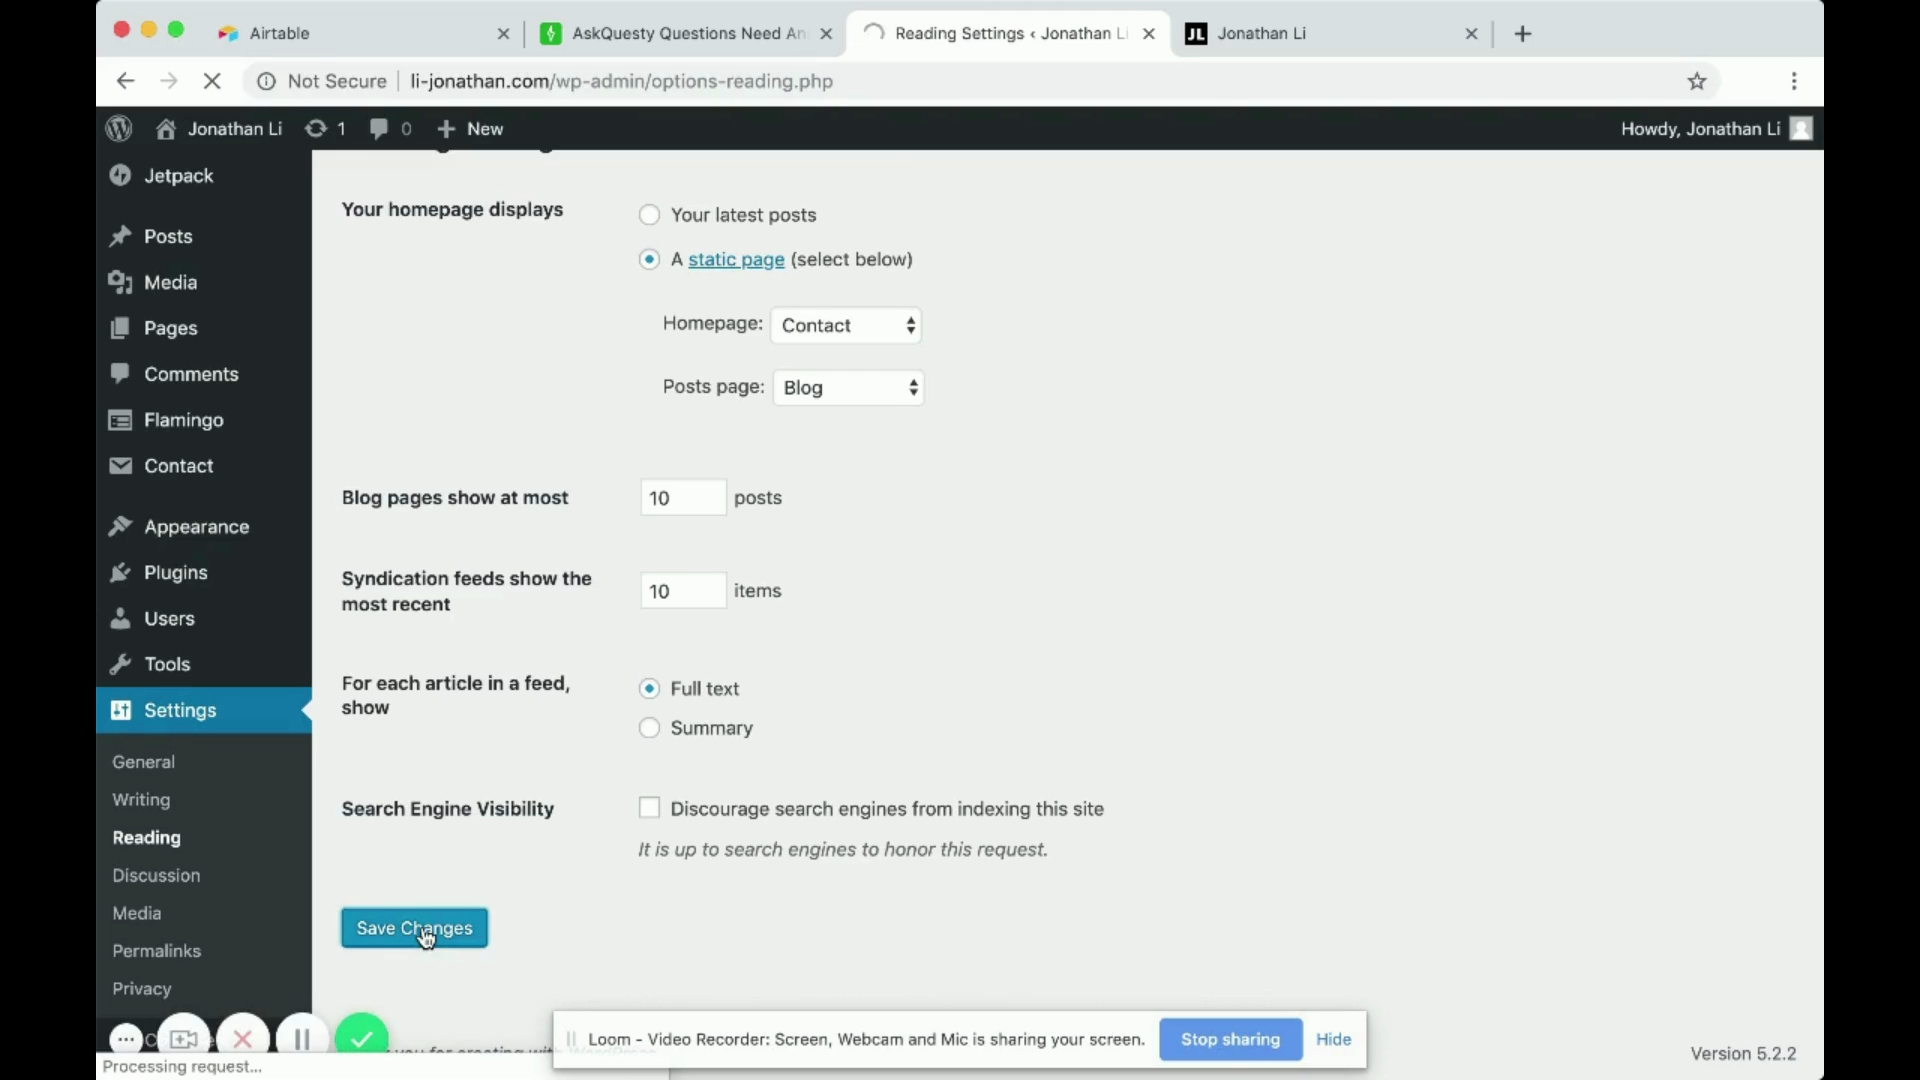 Airtable
AskQuesty Questions Need An
Reading Settings ‹ Jonathan Li
JL Jonathan Li
Not Secure li-jonathan.com/wp-admin/options-reading.php
Jonathan Li 1 0 New
Howdy, Jonathan Li
Jetpack
Posts
Media
Pages
Comments
Flamingo
Contact
Appearance
Plugins
Users
Tools
Settings
General
Writing
Reading
Discussion
Media
Permalinks
Privacy
Your homepage displays
Your latest posts
A static page (select below)
Homepage: Contact
Posts page: Blog
Blog pages show at most 10 posts
Syndication feeds show the most recent 10 items
For each article in a feed, show
Full text
Summary
Search Engine Visibility
Discourage search engines from indexing this site
It is up to search engines to honor this request.
Save Changes
Loom - Video Recorder: Screen, Webcam and Mic is sharing your screen.
Stop sharing
Hide
Version 5.2.2
Processing request...